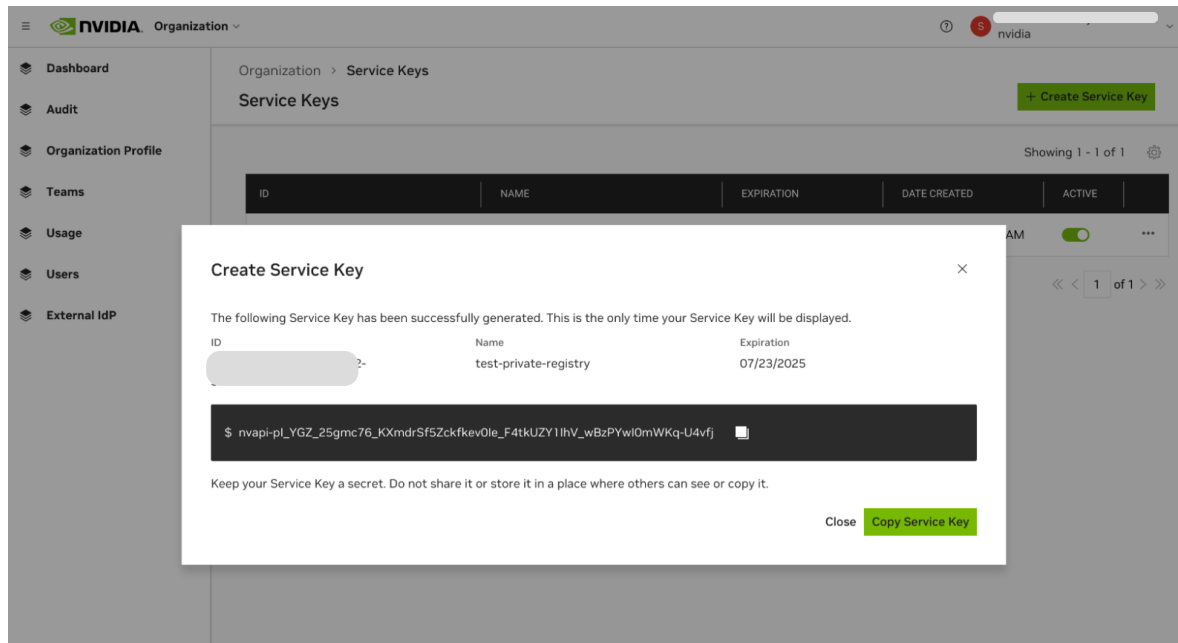 NVIDIA. Organization
S
nvidia
Dashboard
Audit
Organization Profile
Teams
Usage
Users
External IdP
Organization > Service Keys
Service Keys
+ Create Service Key
Showing 1 - 1 of 1
ID NAME EXPIRATION DATE CREATED ACTIVE
AM
1 of 1
Create Service Key
The following Service Key has been successfully generated. This is the only time your Service Key will be displayed.
ID Name Expiration
test-private-registry 07/23/2025
$ 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
Keep your Service Key a secret. Do not share it or store it in a place where others can see or copy it.
Close Copy Service Key